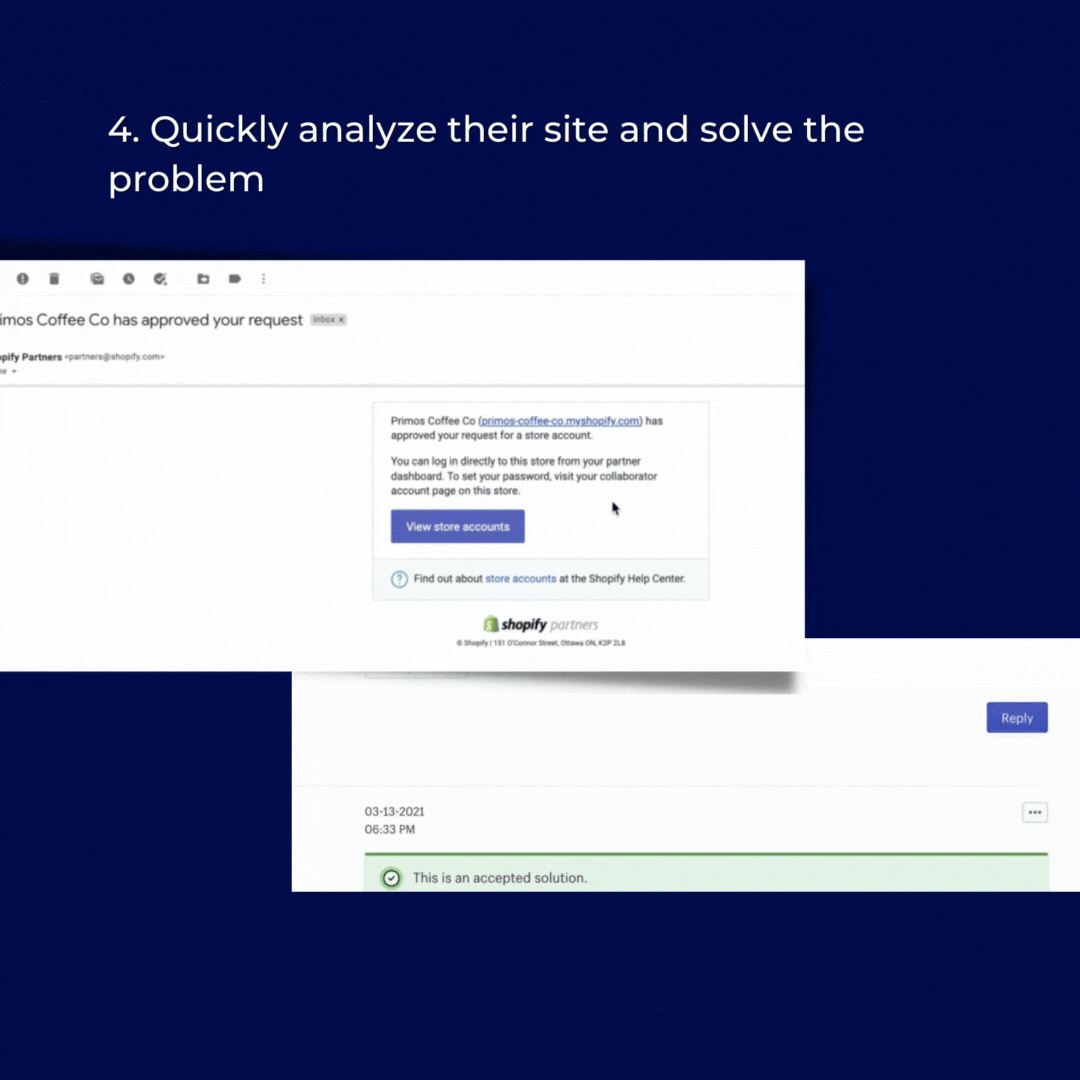 4. Quickly analyze their site and solve the
problem
imos Coffee Co has approved your request Inbox x
opify Partners <partners@shopify.com>
ne
Primos Coffee Co (primos-coffee-co.myshopify.com) has
approved your request for a store account.
You can log in directly to this store from your partner
dashboard. To set your password, visit your collaborator
account page on this store.
View store accounts
? Find out about store accounts at the Shopify Help Center.
shopify partners
© Shopify | 151 O'Connor Street, Ottawa ON, K2P 2L8
Reply
03-13-2021
06:33 PM
This is an accepted solution.